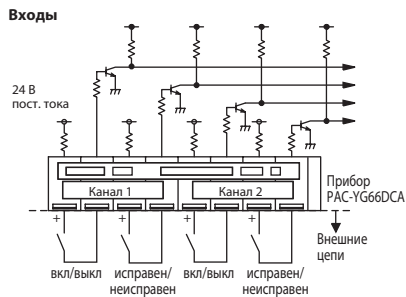 Входы
24 В
пост. тока
Канал 1
Канал 2
Прибор
PAC-YG66DCA
+
+
+
+
Внешние
цепи
вкл/выкл
исправен/
неисправен
вкл/выкл
исправен/
неисправен